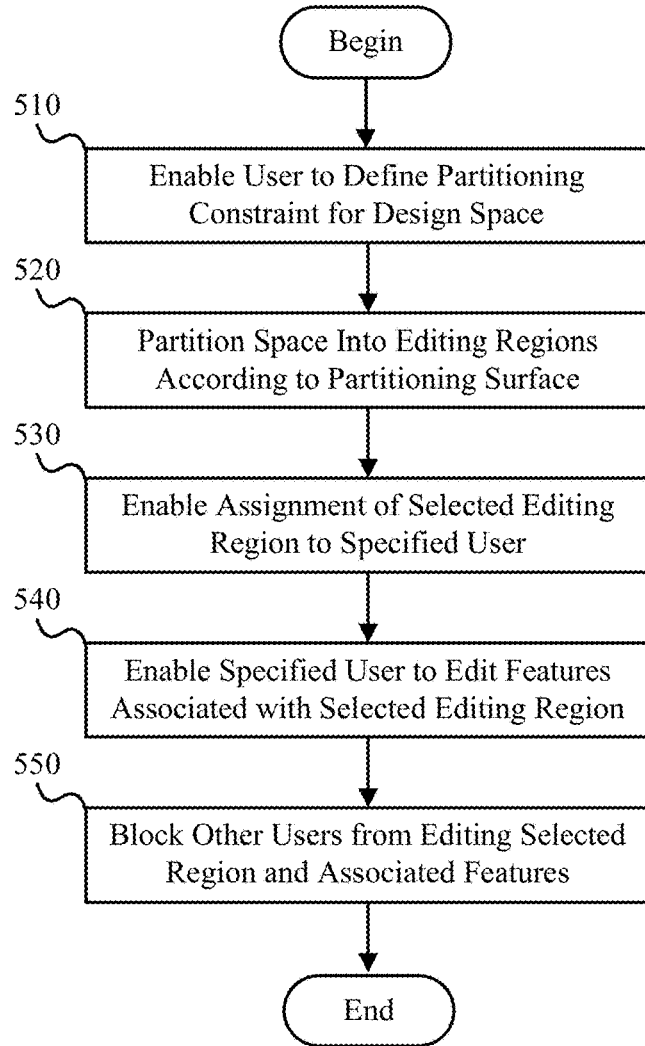 Begin
510
Enable User to Define Partitioning
Constraint for Design Space
520
Partition Space Into Editing Regions
According to Partitioning Surface
530
Enable Assignment of Selected Editing
Region to Specified User
540
Enable Specified User to Edit Features
Associated with Selected Editing Region
550
Block Other Users from Editing Selected
Region and Associated Features
End